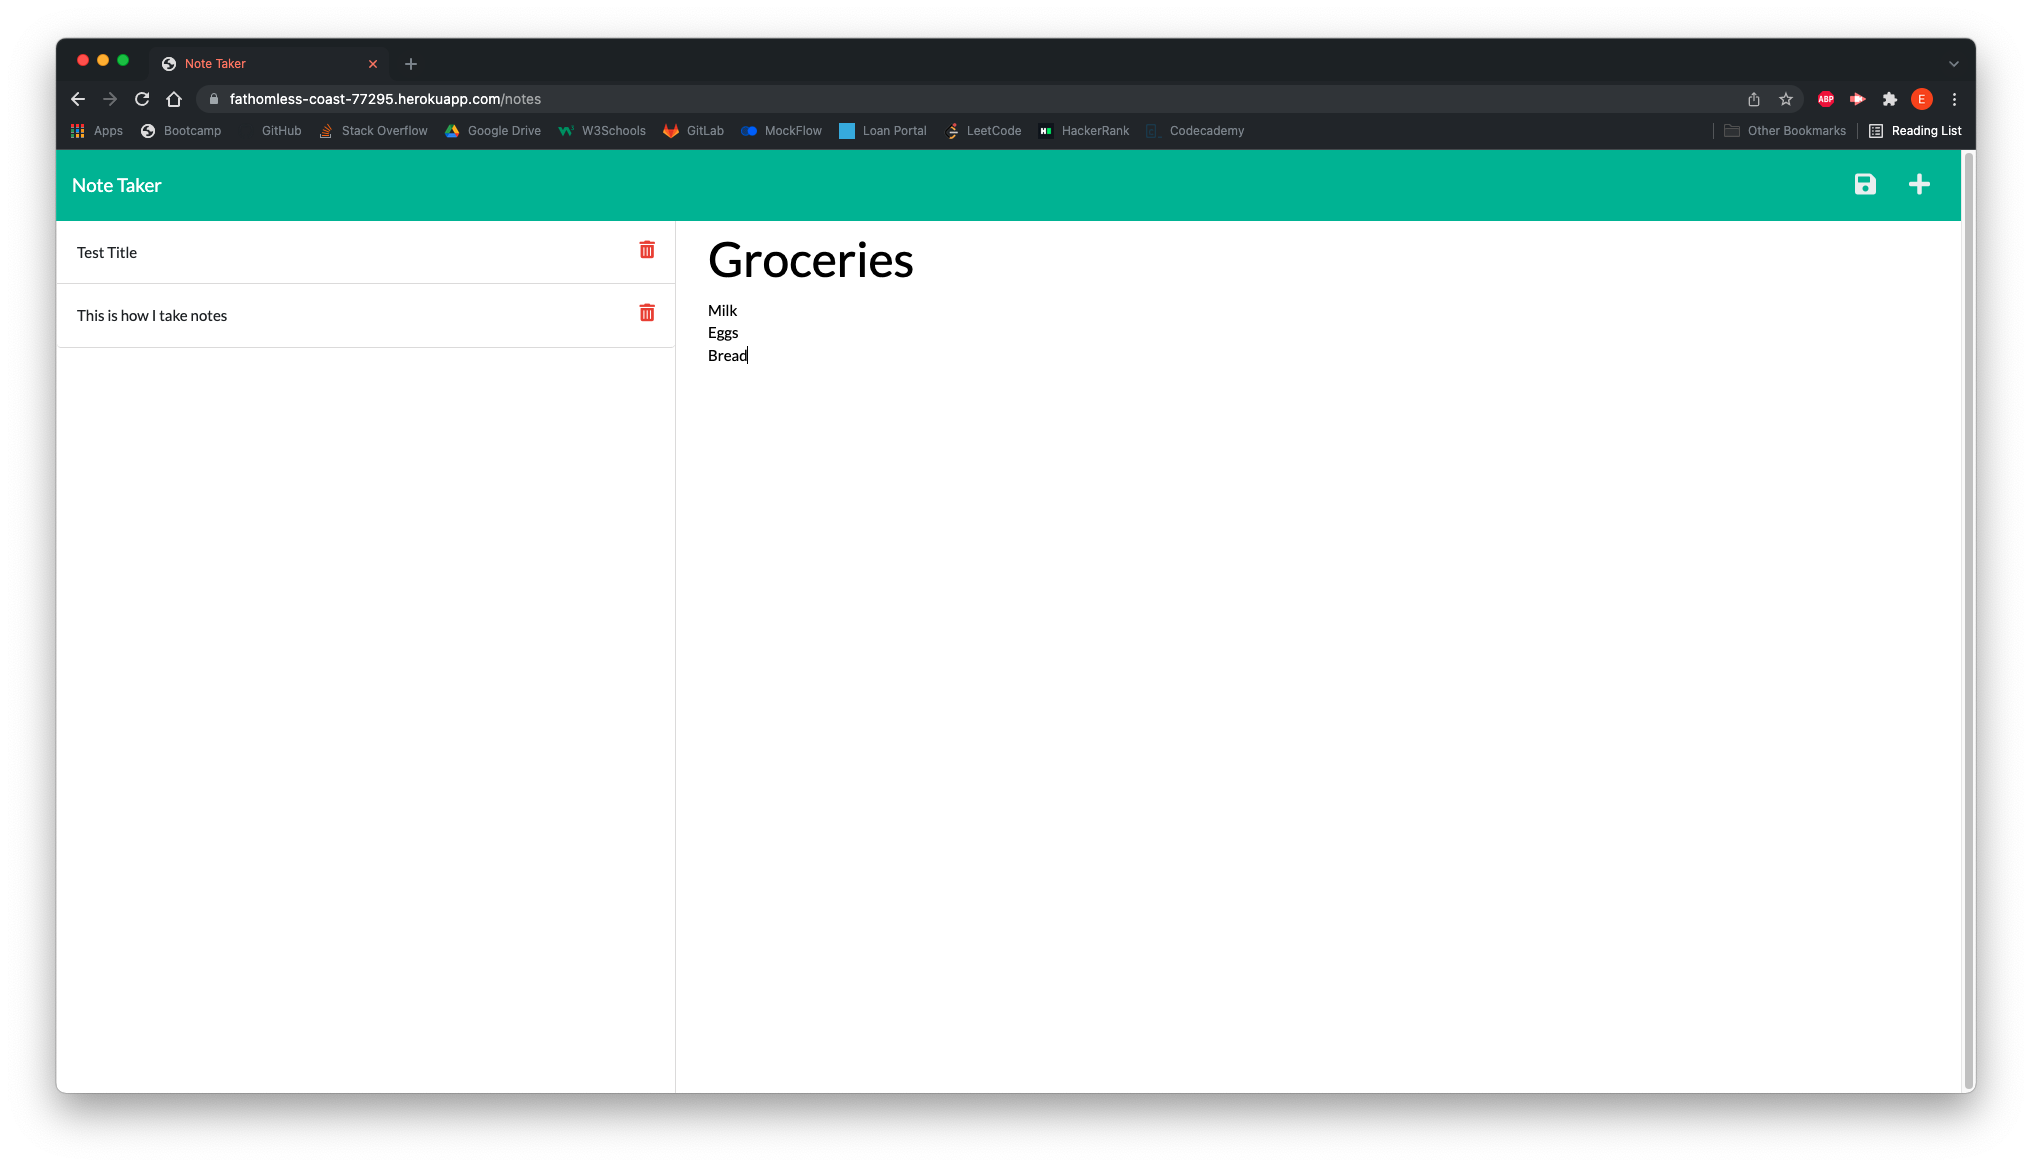 Note Taker
fathomless-coast-77295.herokuapp.com/notes
ABP
E
Apps Bootcamp GitHub Stack Overflow Google Drive W3Schools GitLab MockFlow Loan Portal LeetCode HackerRank Codecademy Other Bookmarks Reading List
Note Taker
Test Title
This is how I take notes
Groceries
Milk
Eggs
Bread